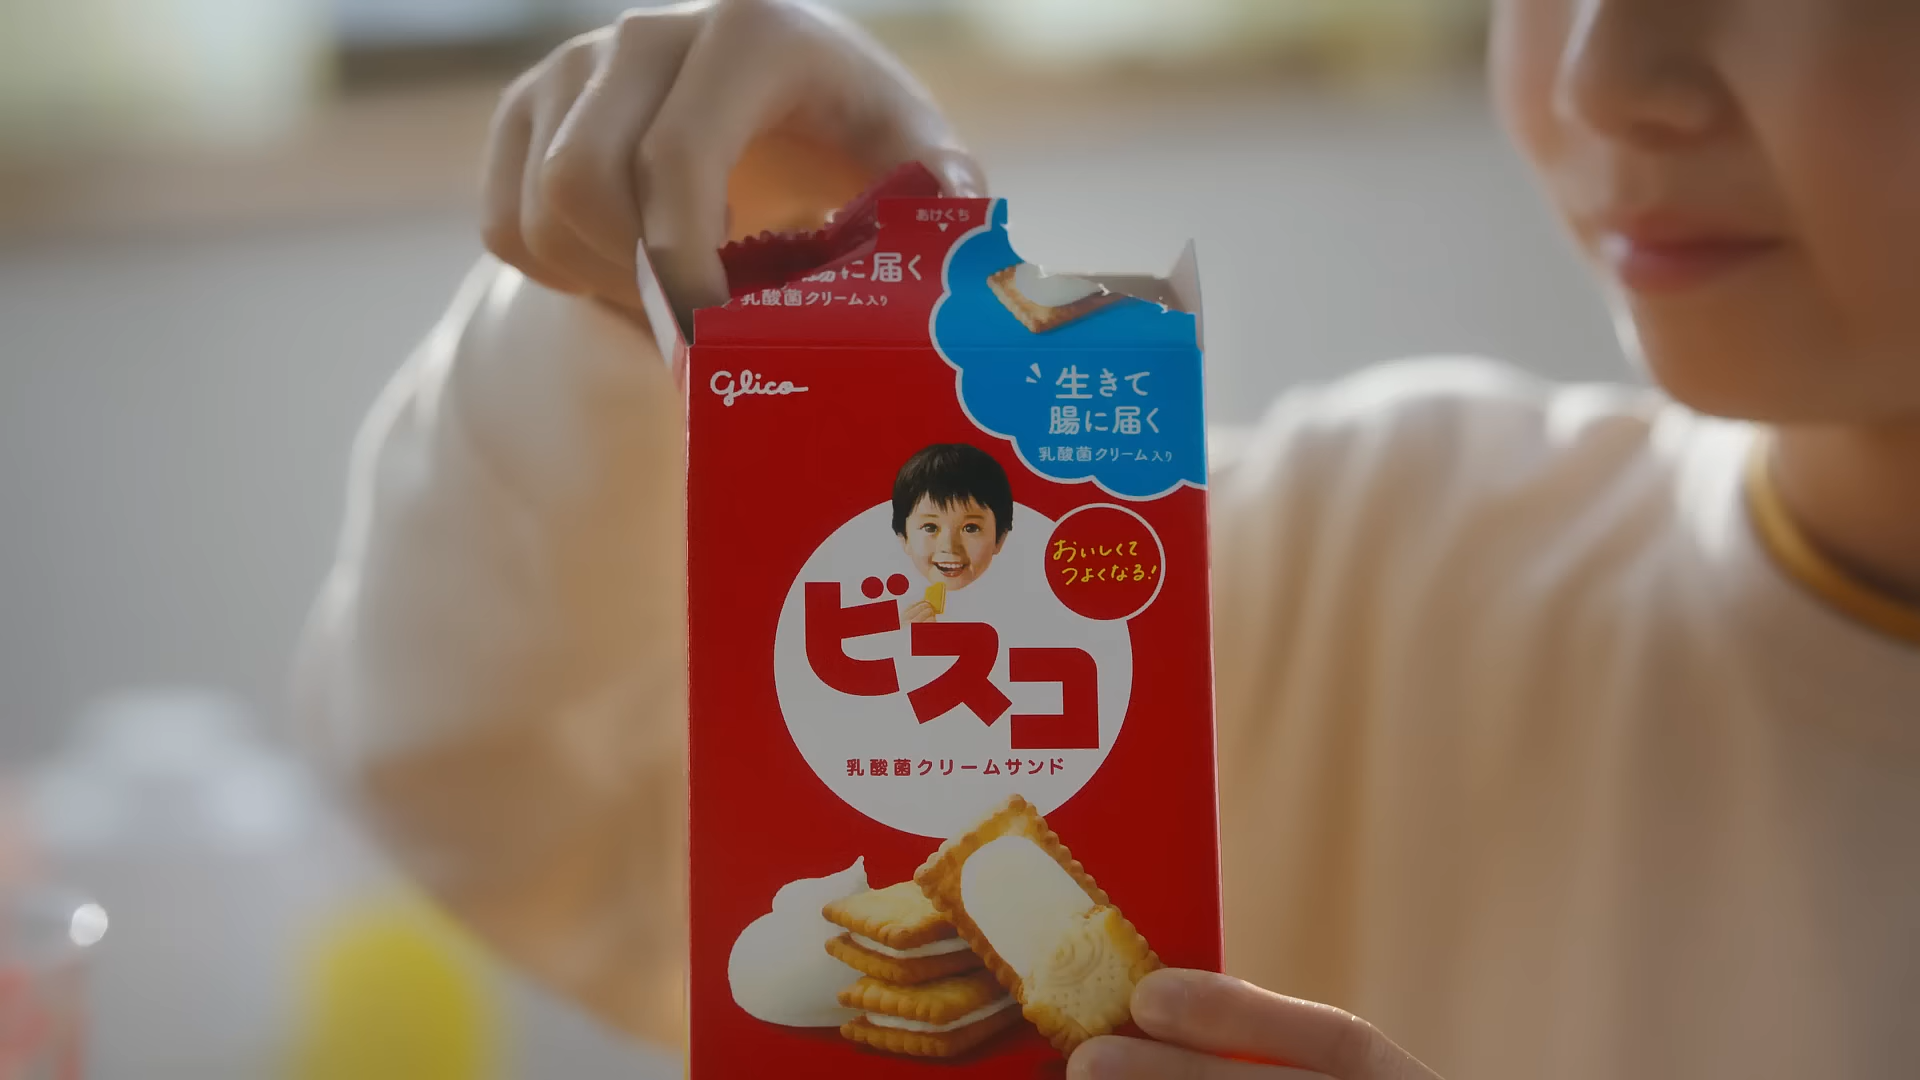 あけくち
腸に届く
乳酸菌クリーム入り
Glico
生きて
腸に届く
乳酸菌クリーム入り
おいしくて
つよくなる!
ビスコ
乳酸菌クリームサンド